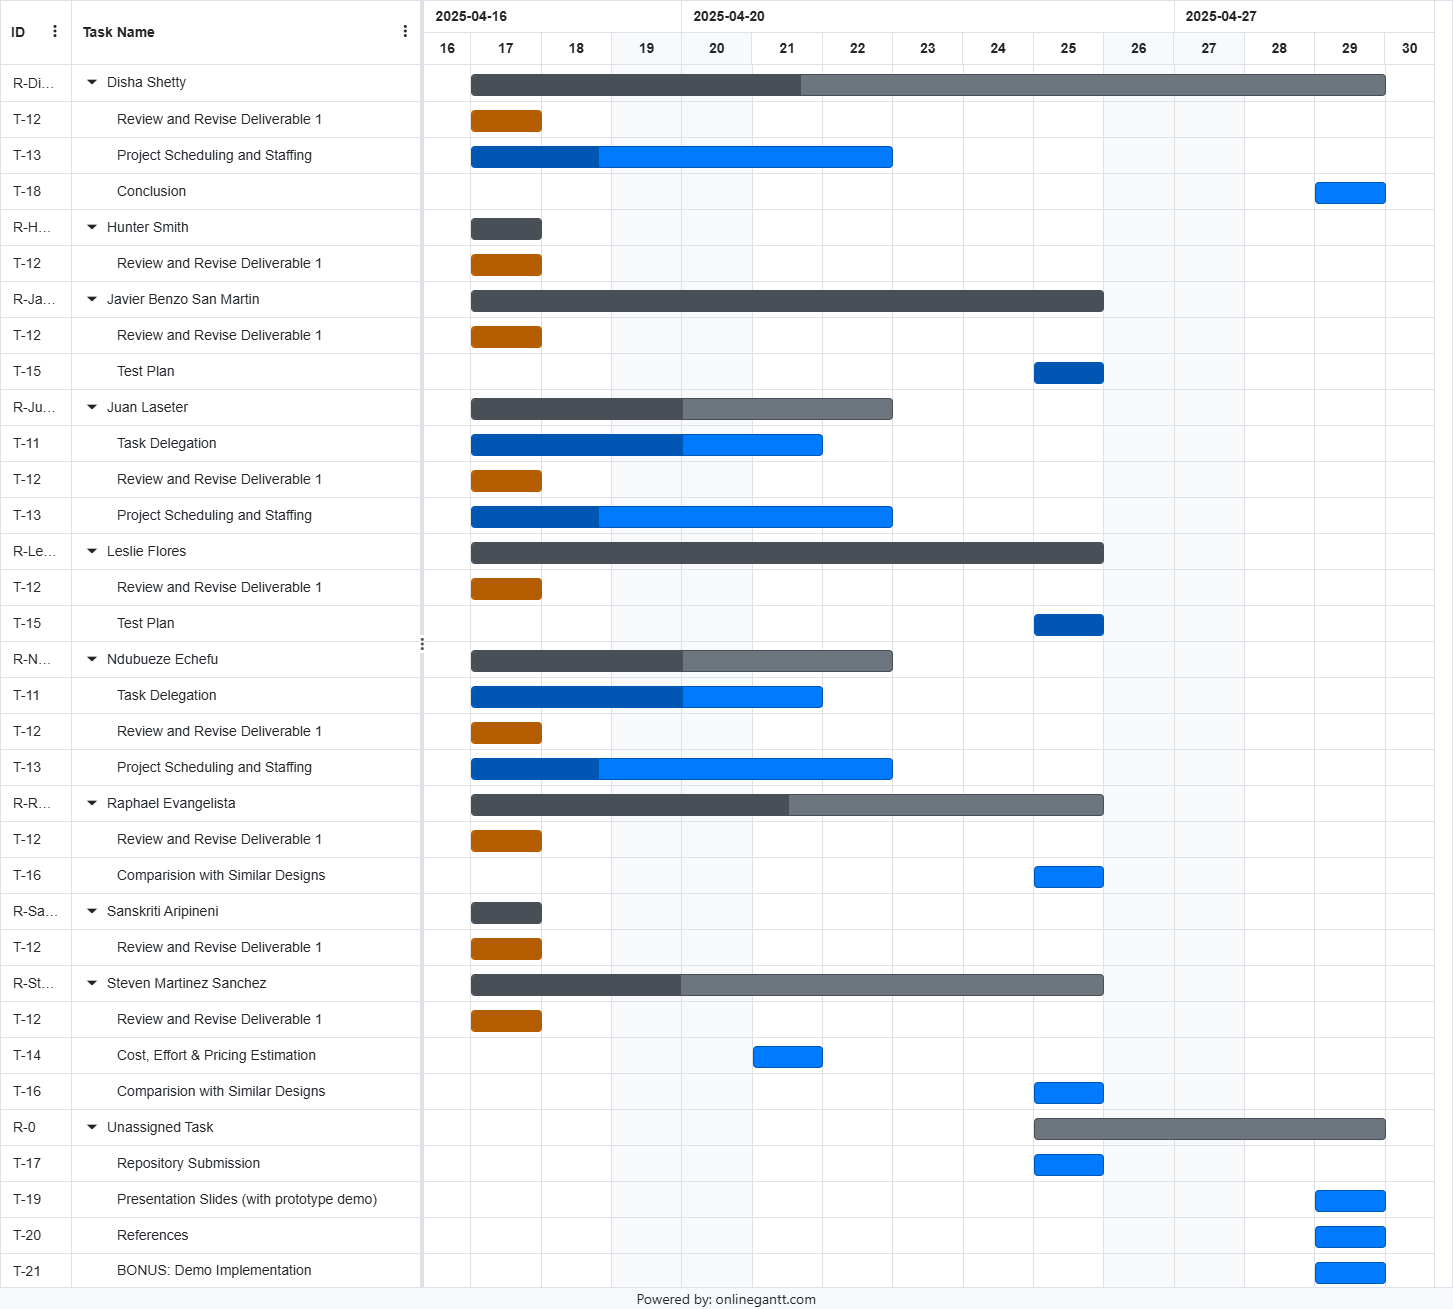 ID Task Name 2025-04-16 2025-04-20 2025-04-27
16 17 18 19 20 21 22 23 24 25 26 27 28 29 30
R-Di... Disha Shetty
T-12 Review and Revise Deliverable 1
T-13 Project Scheduling and Staffing
T-18 Conclusion
R-H... Hunter Smith
T-12 Review and Revise Deliverable 1
R-Ja... Javier Benzo San Martin
T-12 Review and Revise Deliverable 1
T-15 Test Plan
R-Ju... Juan Laseter
T-11 Task Delegation
T-12 Review and Revise Deliverable 1
T-13 Project Scheduling and Staffing
R-Le... Leslie Flores
T-12 Review and Revise Deliverable 1
T-15 Test Plan
R-N... Ndubueze Echefu
T-11 Task Delegation
T-12 Review and Revise Deliverable 1
T-13 Project Scheduling and Staffing
R-R... Raphael Evangelista
T-12 Review and Revise Deliverable 1
T-16 Comparision with Similar Designs
R-Sa... Sanskriti Aripineni
T-12 Review and Revise Deliverable 1
R-St... Steven Martinez Sanchez
T-12 Review and Revise Deliverable 1
T-14 Cost, Effort & Pricing Estimation
T-16 Comparision with Similar Designs
R-0 Unassigned Task
T-17 Repository Submission
T-19 Presentation Slides (with prototype demo)
T-20 References
T-21 BONUS: Demo Implementation
Powered by: onlinegantt.com